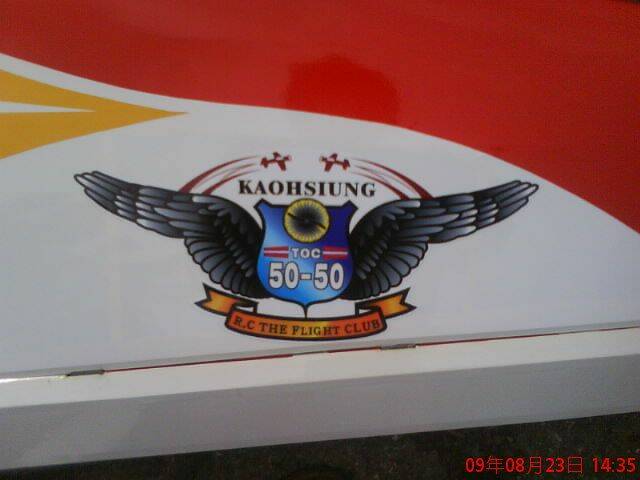 KAOHSIUNG
TOC
50-50
R.C THE FLIGHT CLUB
09年08月23日 14:35